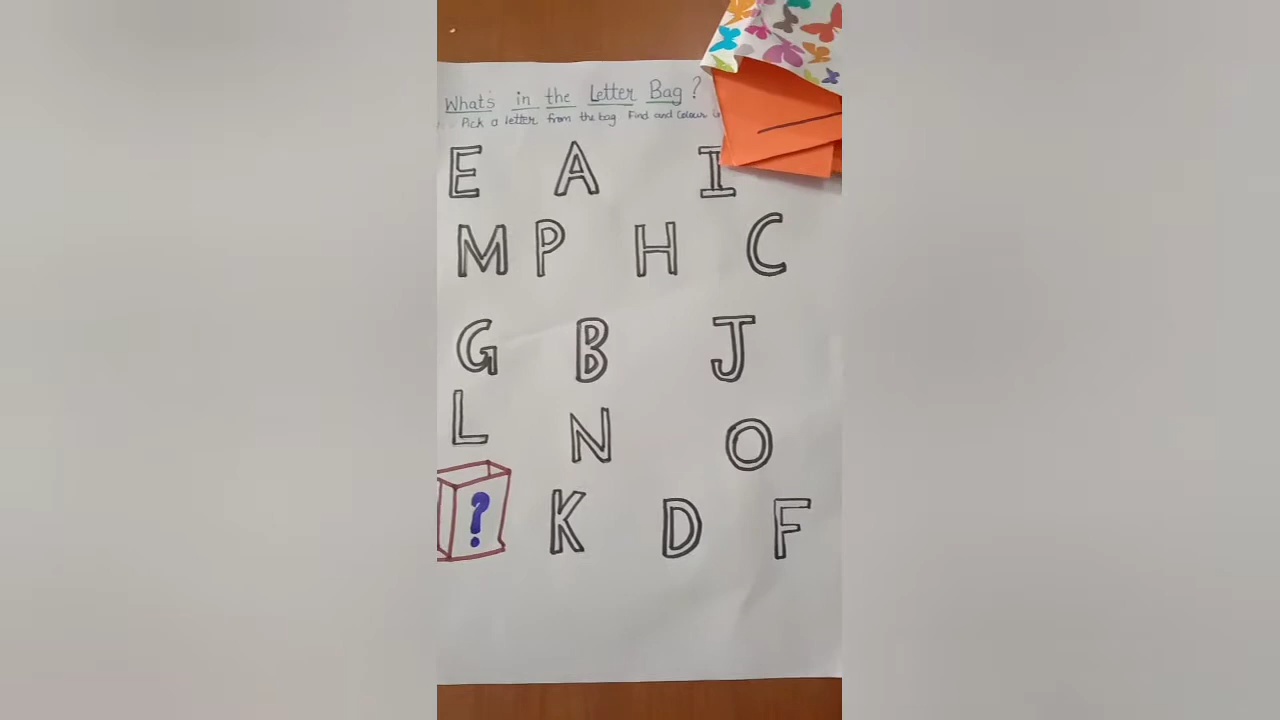 What's in the Letter Bag?
Pick a letter from the bag Find and Colour
E A I
M P H C
G B J
L N O
? K D F